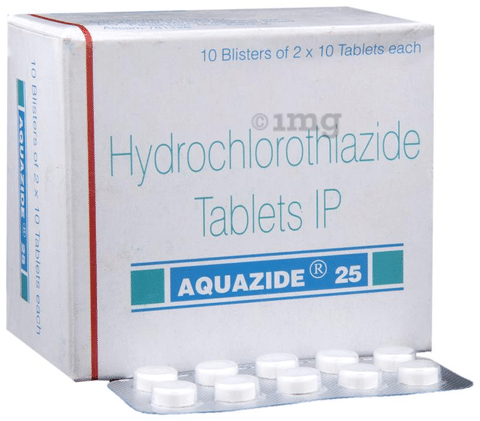 10 Blisters of 2 x 10 Tablets each
© 1mg
Hydrochlorothiazide
Tablets IP
AQUAZIDE® 25
10 Blisters of 2 x 10 Tablets each
AQUAZIDE™ 25